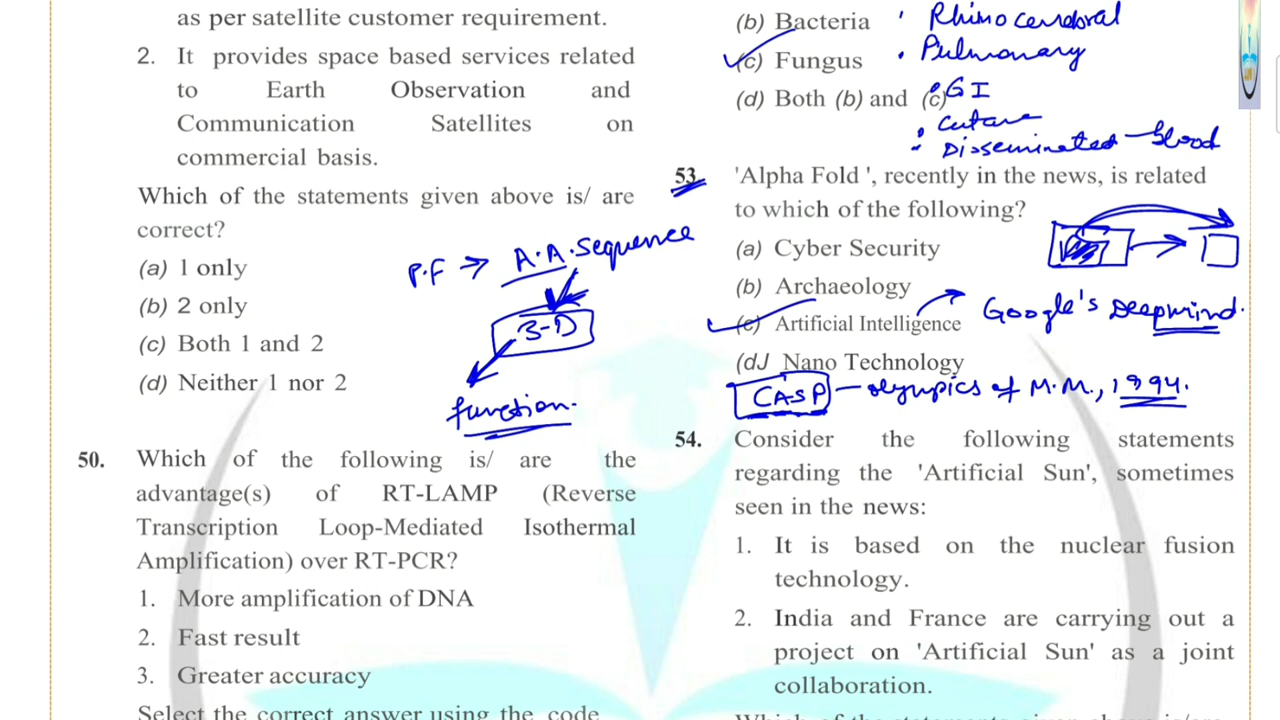 as per satellite customer requirement.
2. It provides space based services related
to Earth Observation and
Communication Satellites on
commercial basis.
Which of the statements given above is/ are
correct?
(a) 1 only
(b) 2 only
(c) Both 1 and 2
(d) Neither 1 nor 2
P.F → A.A. Sequence
3-D
function.
50. Which of the following is/ are the
advantage(s) of RT-LAMP (Reverse
Transcription Loop-Mediated Isothermal
Amplification) over RT-PCR?
1. More amplification of DNA
2. Fast result
3. Greater accuracy
Select the correct answer using the code
(b) Bacteria
(c) Fungus
(d) Both (b) and (c)
• Rhinocerebral
• Pulmonary
• GI
• Cutane
• Disseminated - blood
53. 'Alpha Fold ', recently in the news, is related
to which of the following?
(a) Cyber Security
(b) Archaeology
(c) Artificial Intelligence → Google's Deepmind.
(dJ Nano Technology
CASP - olympics of M.M., 1994.
54. Consider the following statements
regarding the 'Artificial Sun', sometimes
seen in the news:
1. It is based on the nuclear fusion
technology.
2. India and France are carrying out a
project on 'Artificial Sun' as a joint
collaboration.